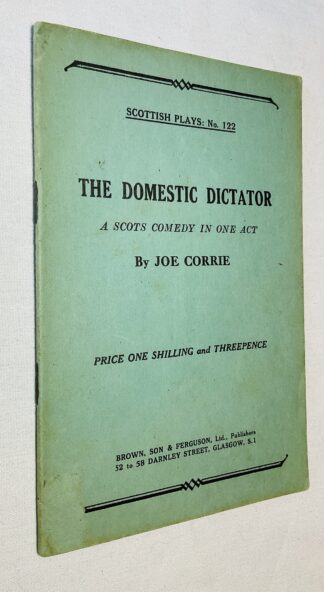 SCOTTISH PLAYS: No. 122
THE DOMESTIC DICTATOR
A SCOTS COMEDY IN ONE ACT
By JOE CORRIE
PRICE ONE SHILLING and THREEPENCE
BROWN, SON & FERGUSON, Ltd., Publishers
52 to 58 DARNLEY STREET, GLASGOW, S.1